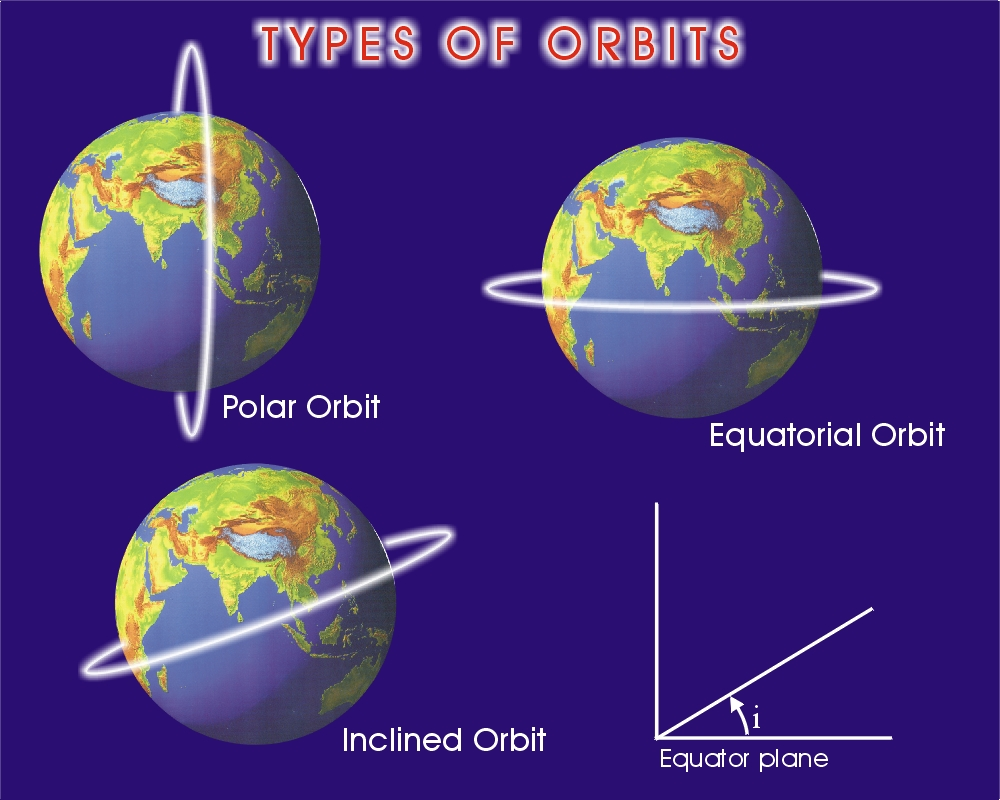 TYPES OF ORBITS
Polar Orbit
Equatorial Orbit
Inclined Orbit
i
Equator plane